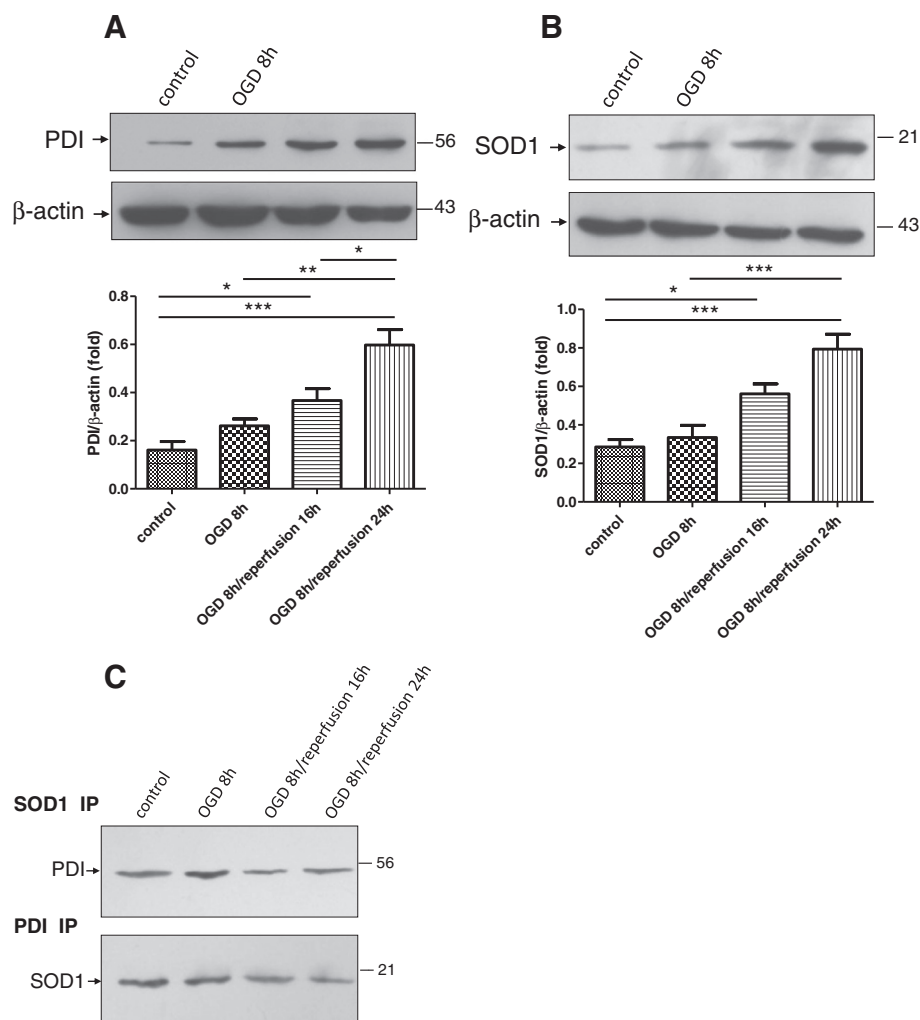 A
control
OGD 8h
PDI
56
β-actin
43
*
**
*
***
0.8
0.6
0.4
0.2
0.0
PDI/β-actin (fold)
control
OGD 8h
OGD 8h/reperfusion 16h
OGD 8h/reperfusion 24h
B
control
OGD 8h
SOD1
21
β-actin
43
***
*
***
1.0
0.8
0.6
0.4
0.2
0.0
SOD1/β-actin (fold)
control
OGD 8h
OGD 8h/reperfusion 16h
OGD 8h/reperfusion 24h
C
control
OGD 8h
OGD 8h/reperfusion 16h
OGD 8h/reperfusion 24h
SOD1 IP
PDI
56
PDI IP
SOD1
21